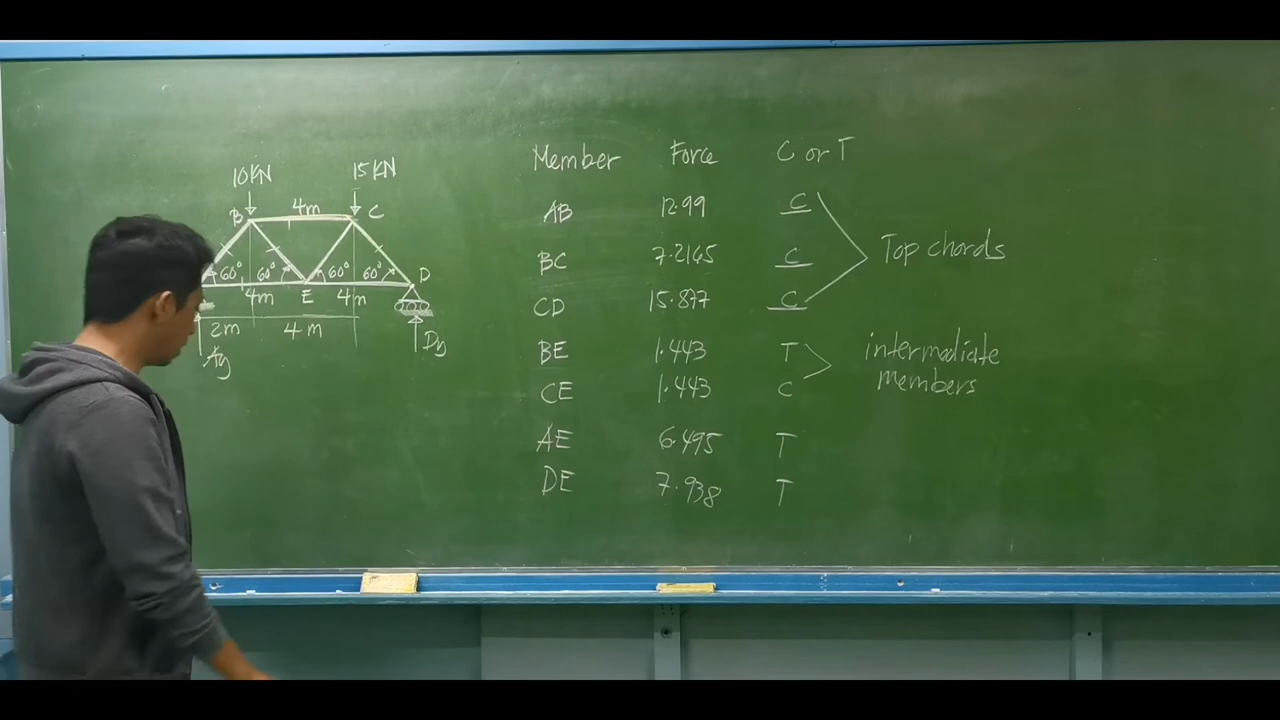 10KN 15KN
B 4m C
60° 60° 60° 60° D
4m E 4m
2m 4m
Ay Dy
Member Force C or T
AB 12.99 C
BC 7.2165 C
CD 15.877 C
Top chords
BE 1.443 T
CE 1.443 C
intermediate
members
AE 6.495 T
DE 7.938 T